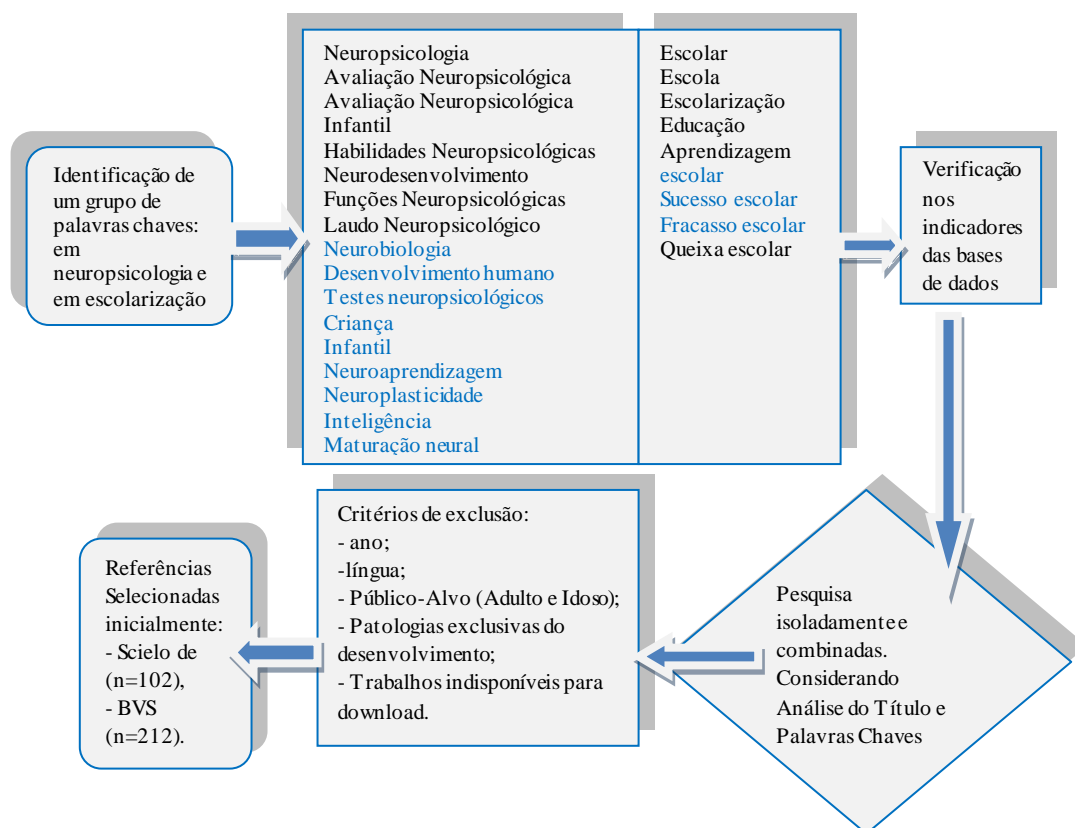 Identificação de
um grupo de
palavras chaves:
em
neuropsicologia e
em escolarização
Neuropsicologia
Avaliação Neuropsicológica
Avaliação Neuropsicológica
Infantil
Habilidades Neuropsicológicas
Neurodesenvolvimento
Funções Neuropsicológicas
Laudo Neuropsicológico
Neurobiologia
Desenvolvimento humano
Testes neuropsicológicos
Criança
Infantil
Neuroaprendizagem
Neuroplasticidade
Inteligência
Maturação neural
Escolar
Escola
Escolarização
Educação
Aprendizagem
escolar
Sucesso escolar
Fracasso escolar
Queixa escolar
Verificação
nos
indicadores
das bases
de dados
Pesquisa
isoladamente e
combinadas.
Considerando
Análise do Título e
Palavras Chaves
Critérios de exclusão:
- ano;
-língua;
- Público-Alvo (Adulto e Idoso);
- Patologias exclusivas do
desenvolvimento;
- Trabalhos indisponíveis para
download.
Referências
Selecionadas
inicialmente:
- Scielo de
(n=102),
- BVS
(n=212).